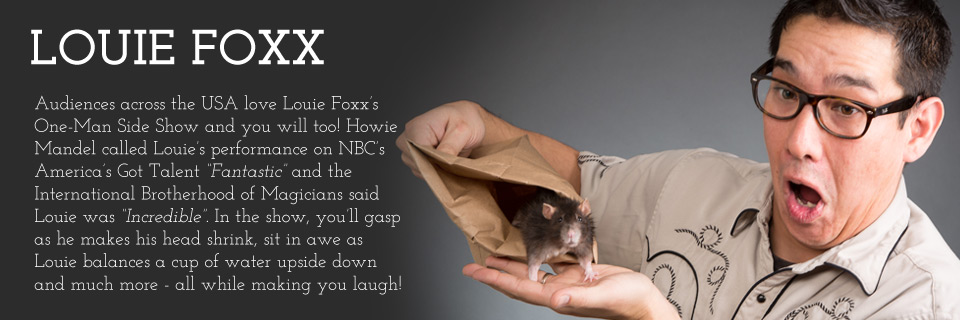 LOUIE FOXX
Audiences across the USA love Louie Foxx's
One-Man Side Show and you will too! Howie
Mandel called Louie's performance on NBC's
America's Got Talent "Fantastic" and the
International Brotherhood of Magicians said
Louie was "Incredible". In the show, you'll gasp
as he makes his head shrink, sit in awe as
Louie balances a cup of water upside down
and much more - all while making you laugh!